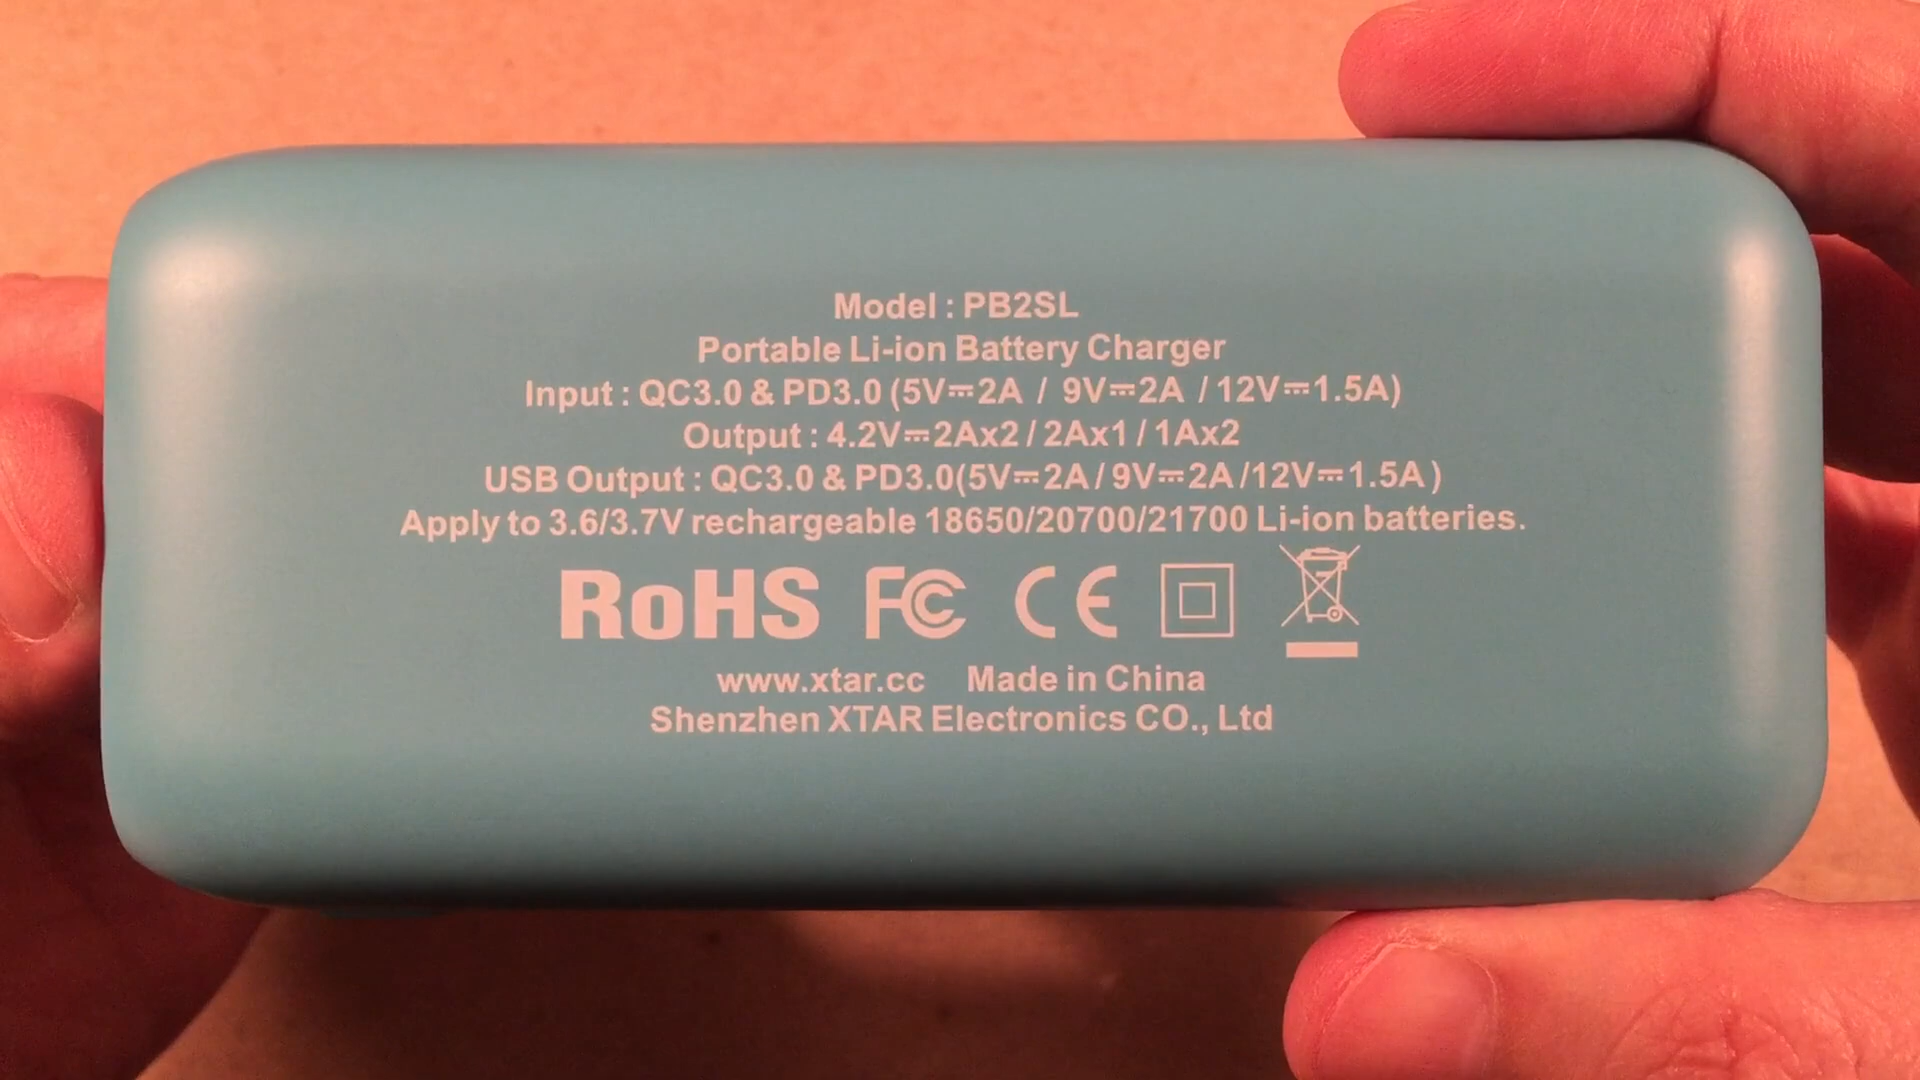 Model : PB2SL
Portable Li-ion Battery Charger
Input : QC3.0 & PD3.0 (5V⎓2A / 9V⎓2A / 12V⎓1.5A)
Output : 4.2V⎓2Ax2 / 2Ax1 / 1Ax2
USB Output : QC3.0 & PD3.0(5V⎓2A / 9V⎓2A /12V⎓1.5A )
Apply to 3.6/3.7V rechargeable 18650/20700/21700 Li-ion batteries.
RoHS FC CE
www.xtar.cc Made in China
Shenzhen XTAR Electronics CO., Ltd